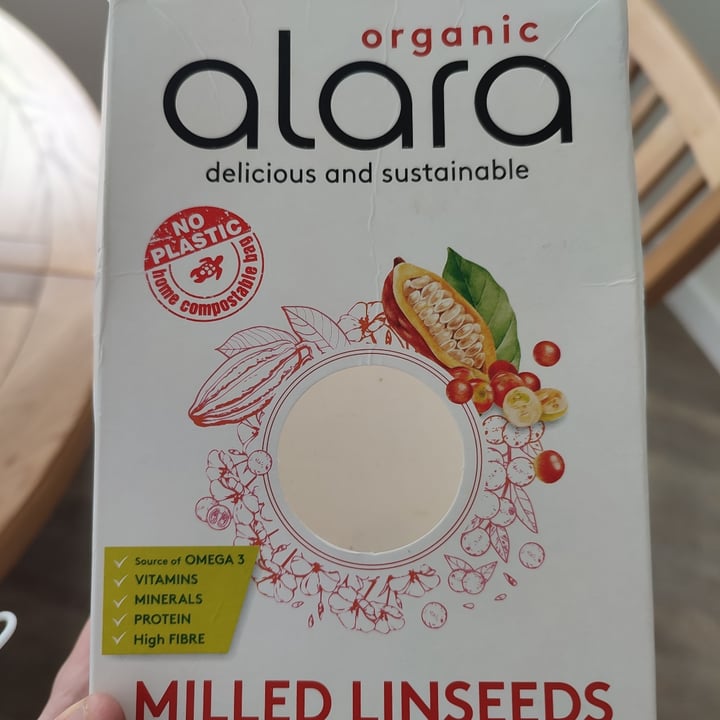 organic
alara
delicious and sustainable
NO
PLASTIC
home compostable bag
Source of OMEGA 3
VITAMINS
MINERALS
PROTEIN
High FIBRE
MILLED LINSEEDS